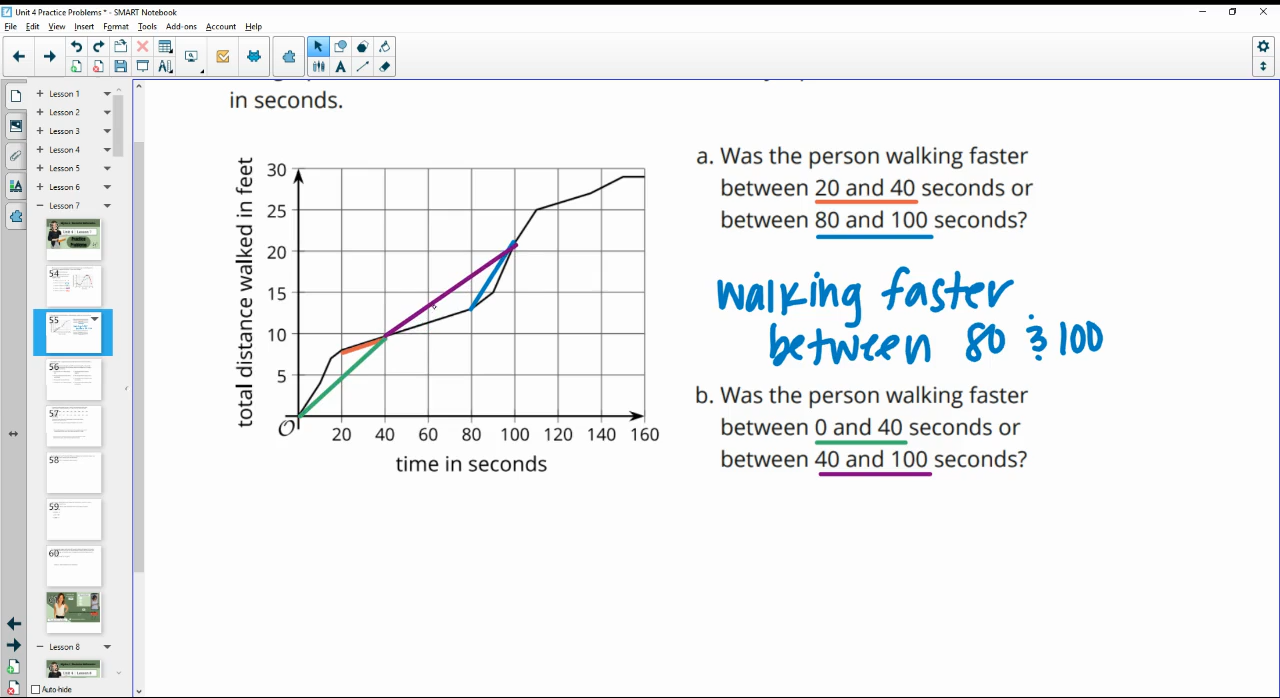 Unit 4 Practice Problems * - SMART Notebook
File Edit View Insert Format Tools Add-ons Account Help
Lesson 1
Lesson 2
Lesson 3
Lesson 4
Lesson 5
Lesson 6
Lesson 7
54
55
56
57
58
59
60
Lesson 8
Auto-hide
in seconds.
total distance walked in feet
30
25
20
15
10
5
O
20 40 60 80 100 120 140 160
time in seconds
a. Was the person walking faster
between 20 and 40 seconds or
between 80 and 100 seconds?
walking faster
between 80 & 100
b. Was the person walking faster
between 0 and 40 seconds or
between 40 and 100 seconds?